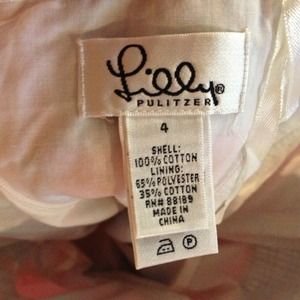 Lilly®
PULITZER
4
SHELL:
100% COTTON
LINING:
65% POLYESTER
35% COTTON
RN# 88189
MADE IN
CHINA
P